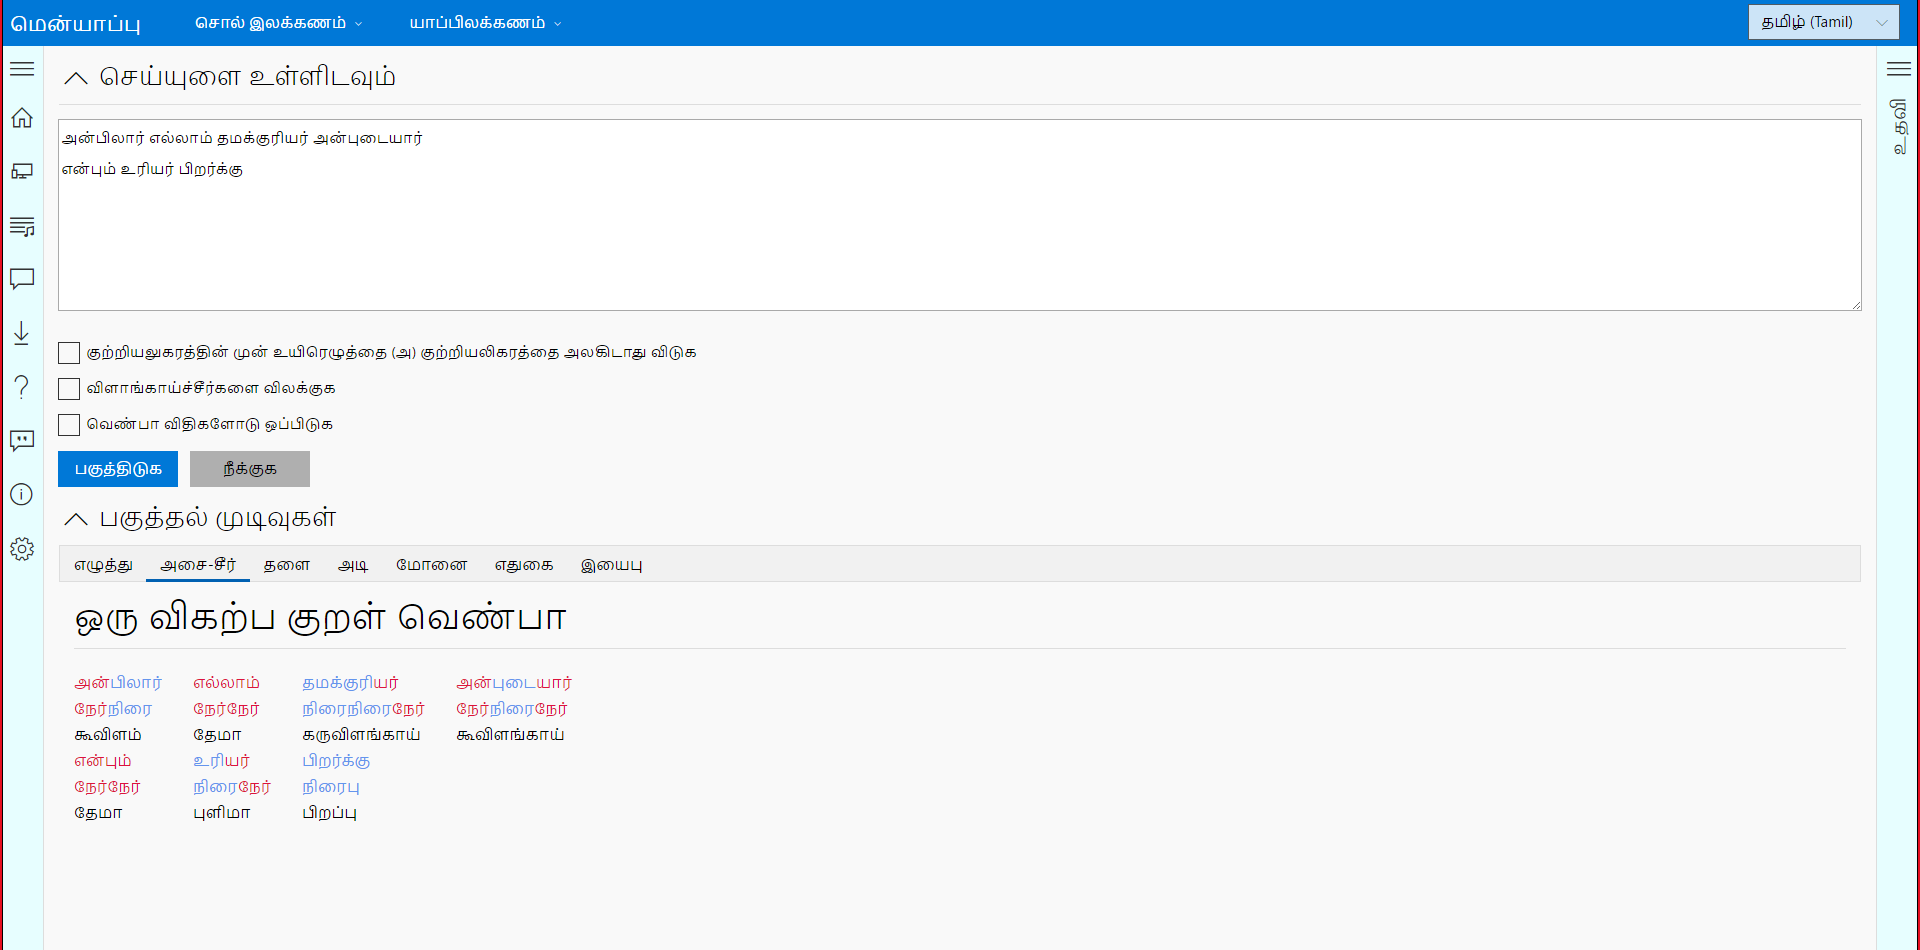 மென்யாப்பு சொல் இலக்கணம் யாப்பிலக்கணம் தமிழ் (Tamil)
செய்யுளை உள்ளிடவும்
உதவி
அன்பிலார் எல்லாம் தமக்குரியர் அன்புடையார்
என்பும் உரியர் பிறர்க்கு
குற்றியலுகரத்தின் முன் உயிரெழுத்தை (அ) குற்றியலிகரத்தை அலகிடாது விடுக
விளாங்காய்ச்சீர்களை விலக்குக
வெண்பா விதிகளோடு ஒப்பிடுக
பகுத்திடுக நீக்குக
பகுத்தல் முடிவுகள்
எழுத்து அசை-சீர் தளை அடி மோனை எதுகை இயைபு
ஒரு விகற்ப குறள் வெண்பா
அன்பிலார் எல்லாம் தமக்குரியர் அன்புடையார்
நேர்நிரை நேர்நேர் நிரைநிரைநேர் நேர்நிரைநேர்
கூவிளம் தேமா கருவிளங்காய் கூவிளங்காய்
என்பும் உரியர் பிறர்க்கு
நேர்நேர் நிரைநேர் நிரைபு
தேமா புளிமா பிறப்பு